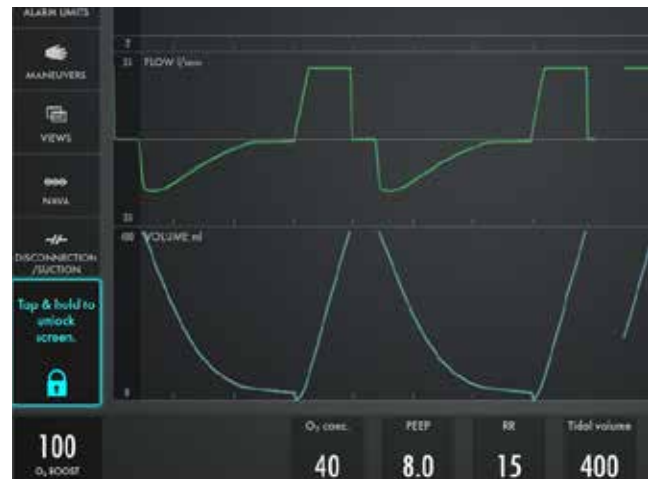 ALARM LIMITS
MANEUVERS
VIEWS
NAVA
DISCONNECTION
/SUCTION
Tap & hold to
unlock
screen.
100
O₂ BOOST
FLOW l/min
VOLUME ml
0
O₂ conc.
40
PEEP
8.0
RR
15
Tidal volume
400